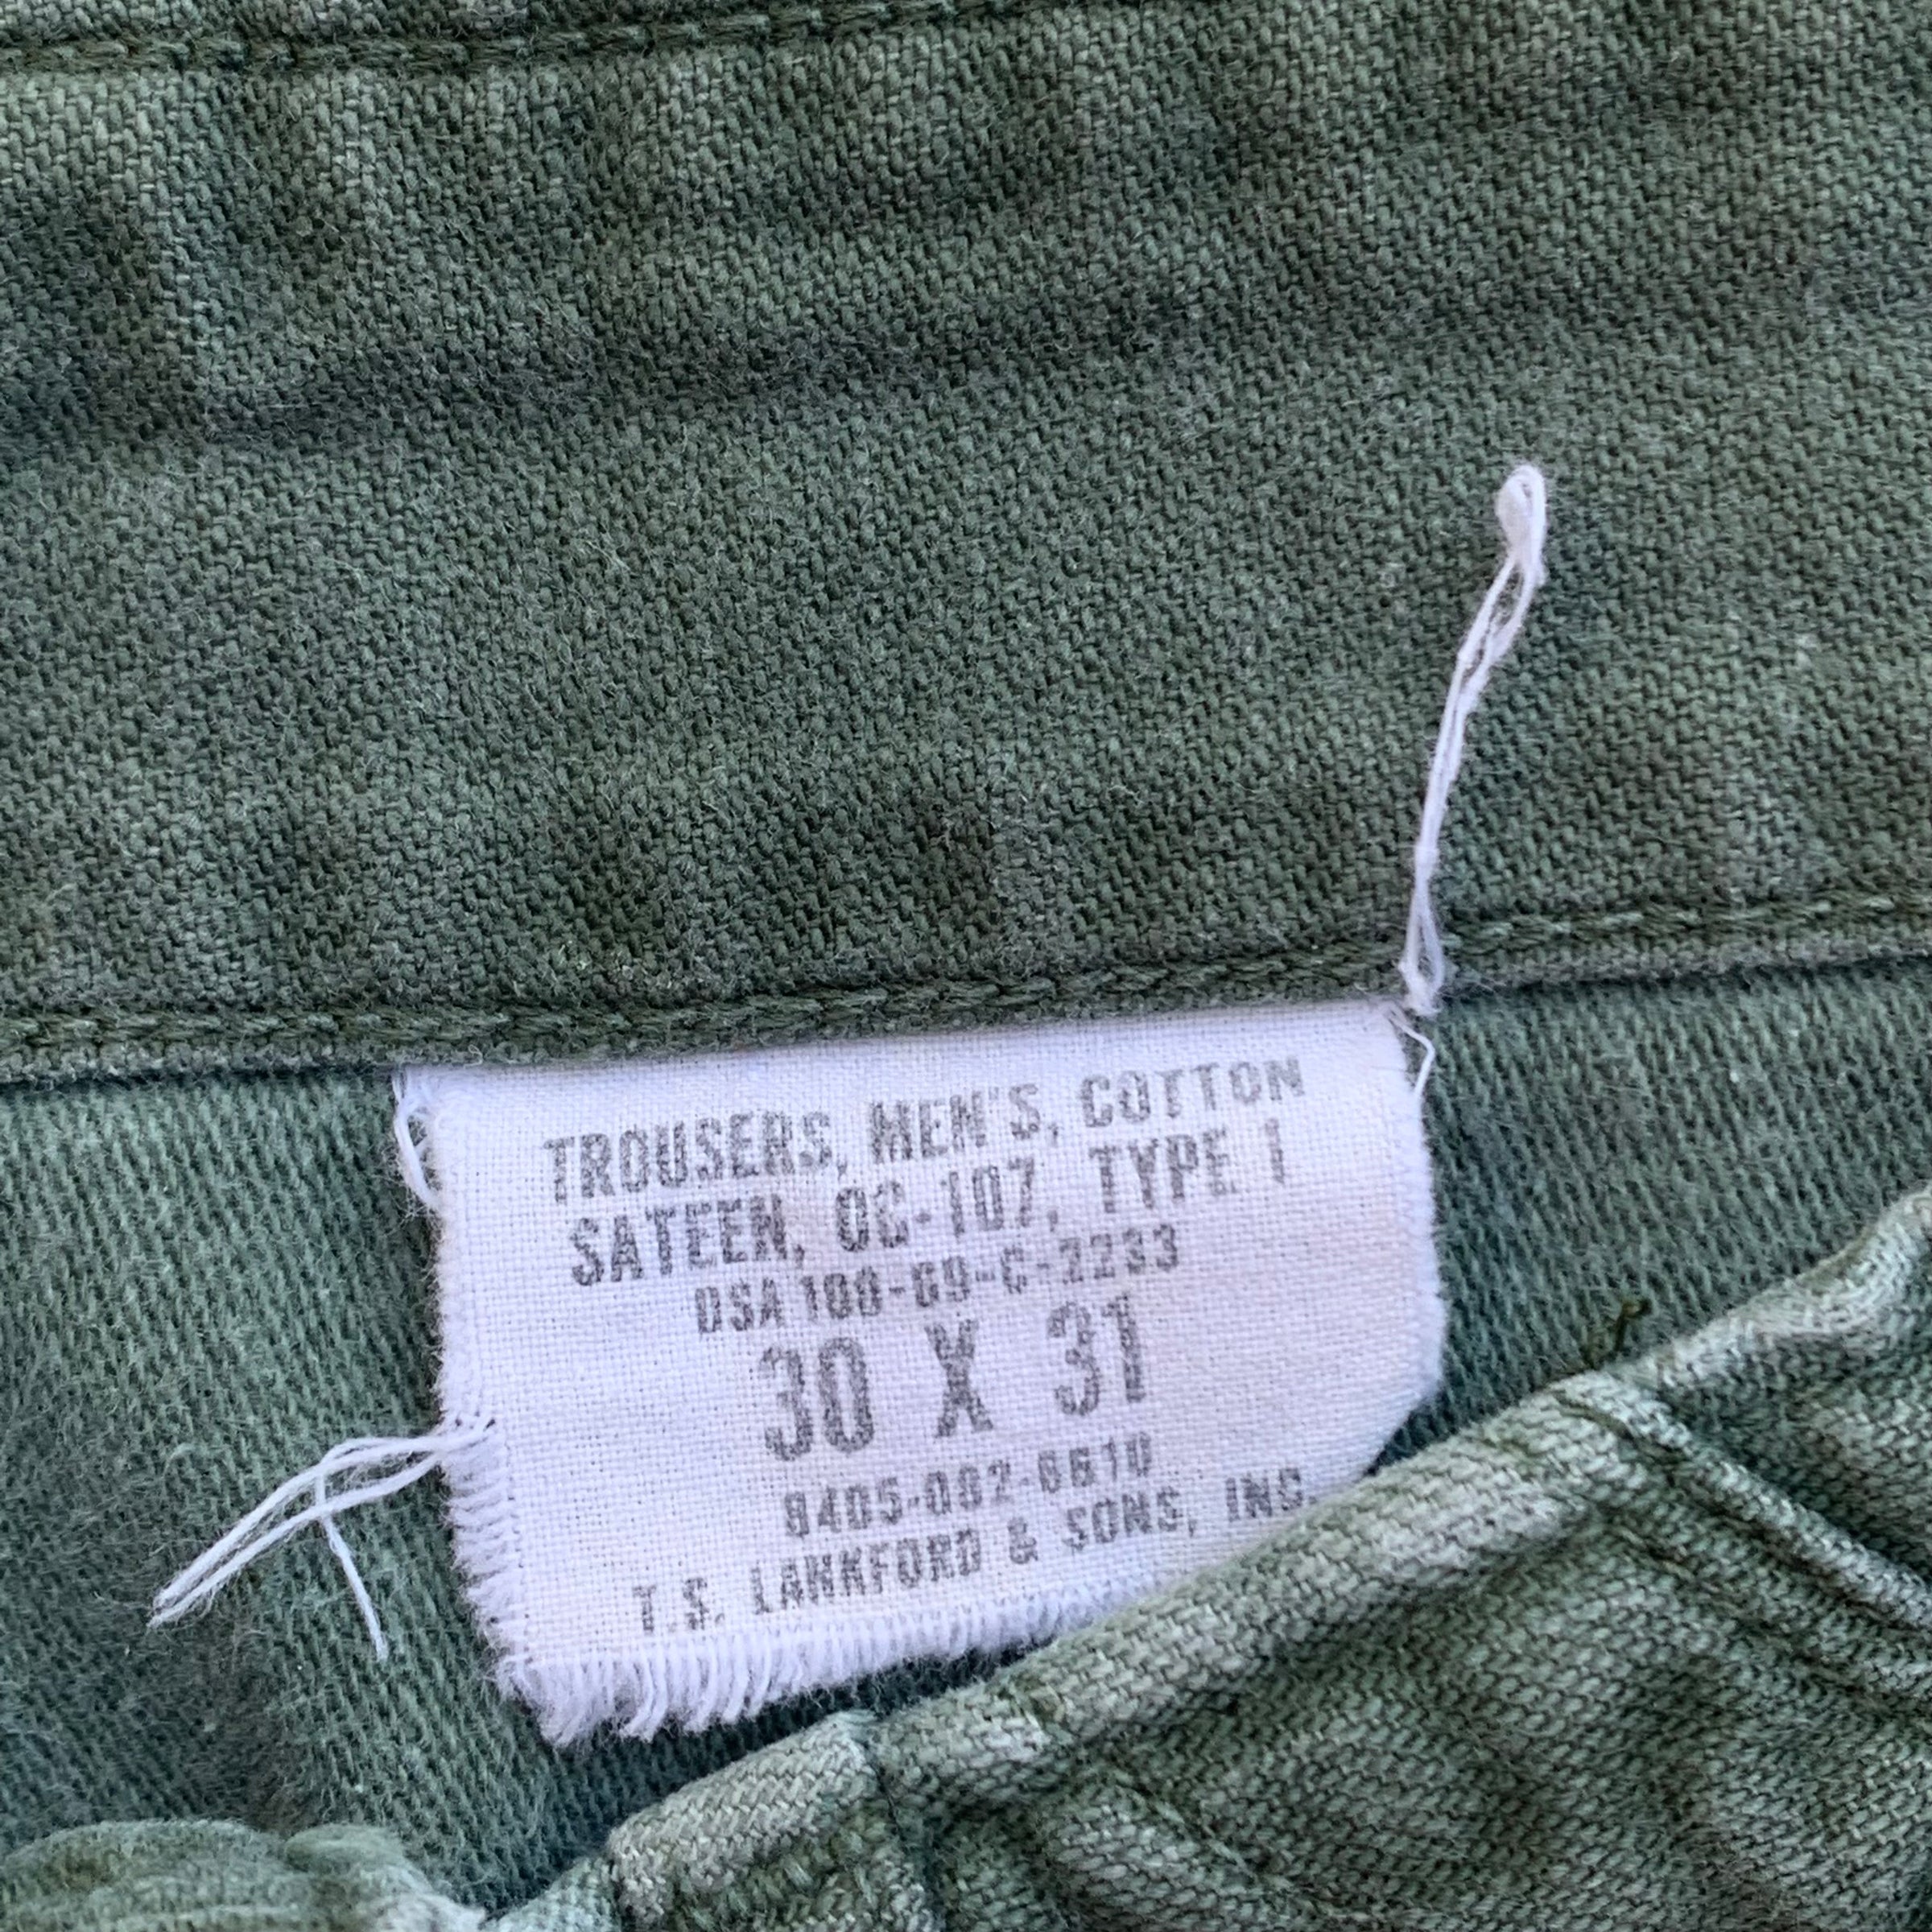 TROUSERS, MEN'S, COTTON
SATEEN, OG-107, TYPE I
DSA 100-69-C-2233
30 X 31
8405-082-6610
T.S. LANKFORD & SONS, INC.